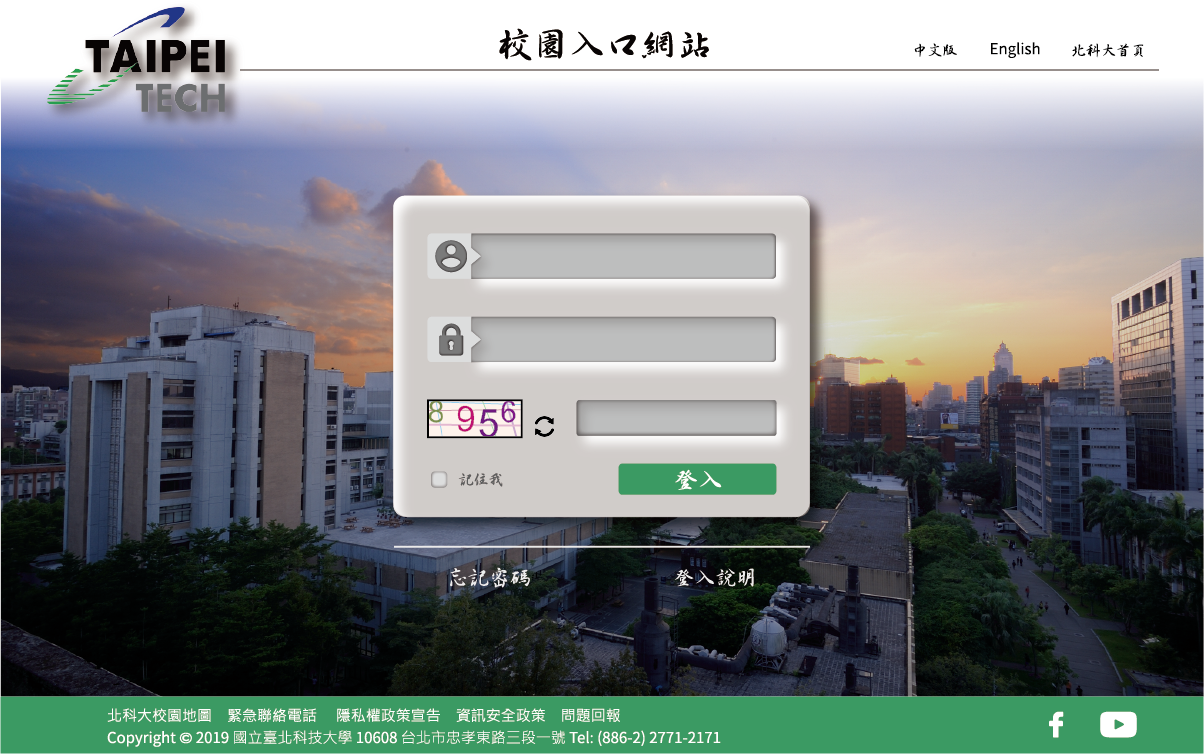 TAIPEI
TECH
校園入口網站
中文版 English 北科大首頁
8956
記住我
登入
忘記密碼 登入說明
北科大校園地圖 緊急聯絡電話 隱私權政策宣告 資訊安全政策 問題回報
Copyright © 2019 國立臺北科技大學 10608 台北市忠孝東路三段一號 Tel: (886-2) 2771-2171